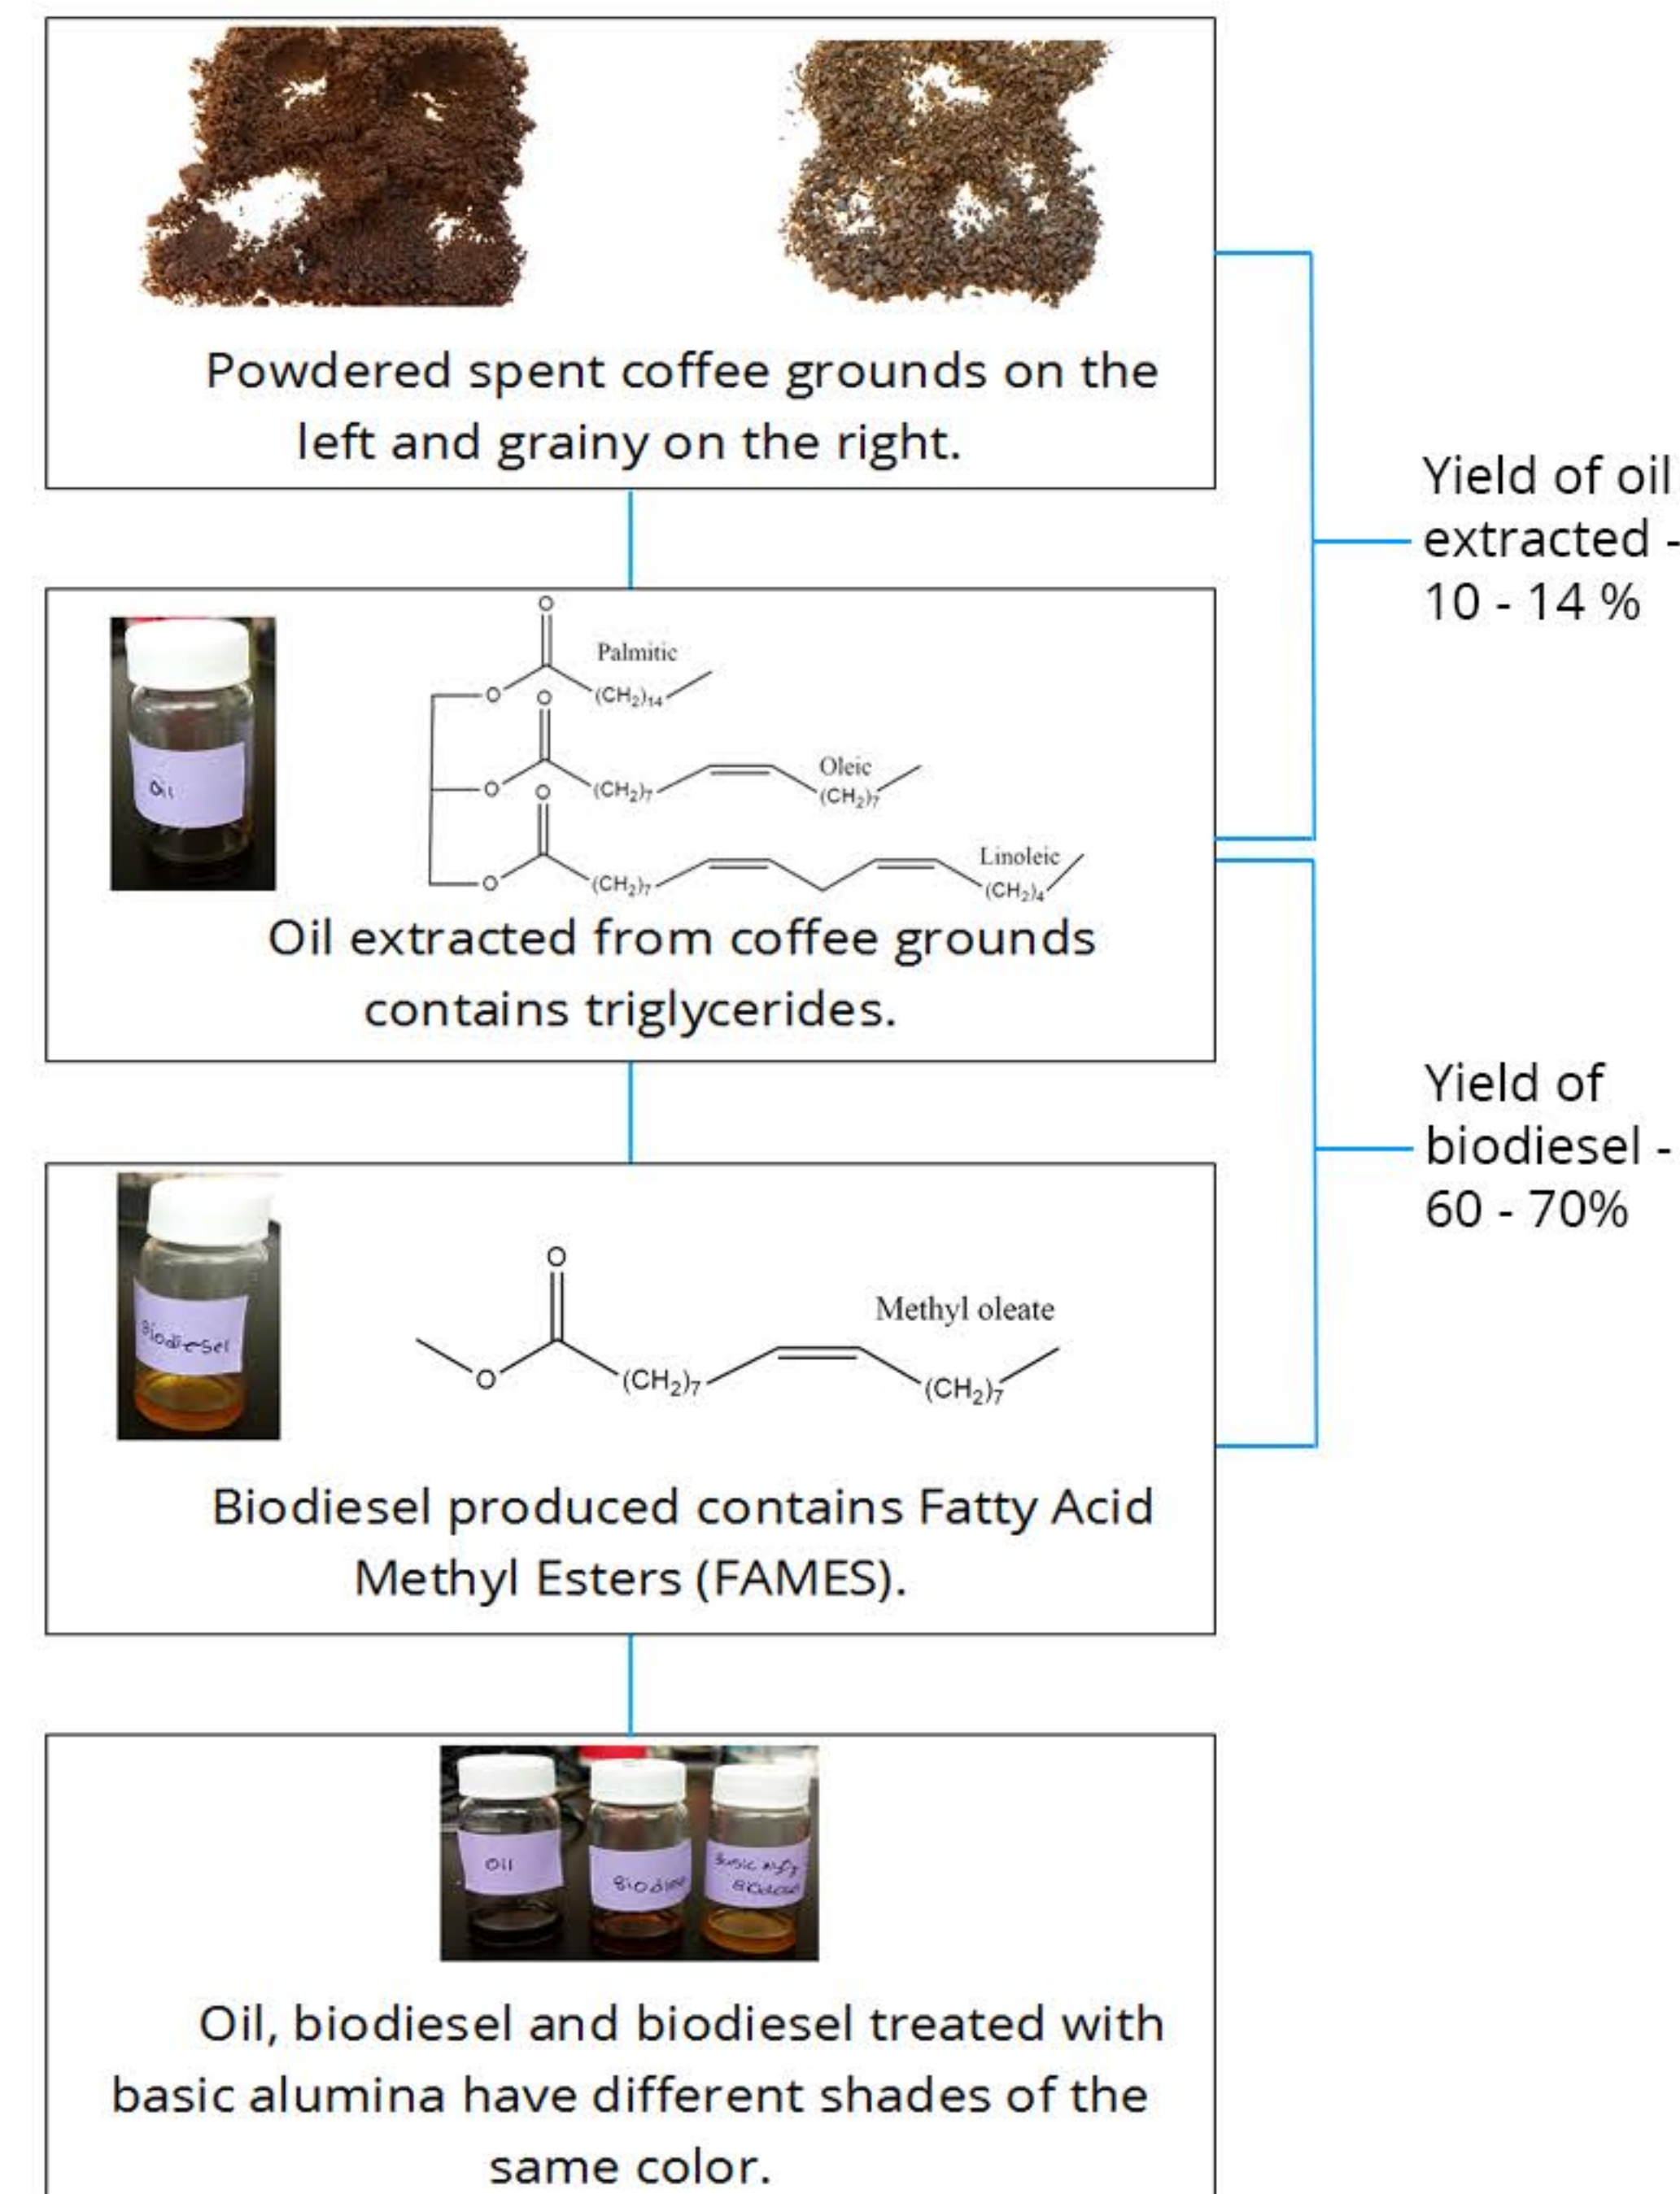 Powdered spent coffee grounds on the
left and grainy on the right.
Yield of oil
extracted -
10 - 14 %
Oil
O
Palmitic
O
O
(CH₂)₁₄
O
O
(CH₂)₇
Oleic
(CH₂)₇
O
(CH₂)₇
Linoleic
(CH₂)₄
Oil extracted from coffee grounds
contains triglycerides.
Yield of
biodiesel -
60 - 70%
Biodiesel
O
Methyl oleate
O
(CH₂)₇
(CH₂)₇
Biodiesel produced contains Fatty Acid
Methyl Esters (FAMES).
Oil
Biodiesel
Basic Al₂O₃
Biodiesel
Oil, biodiesel and biodiesel treated with
basic alumina have different shades of the
same color.